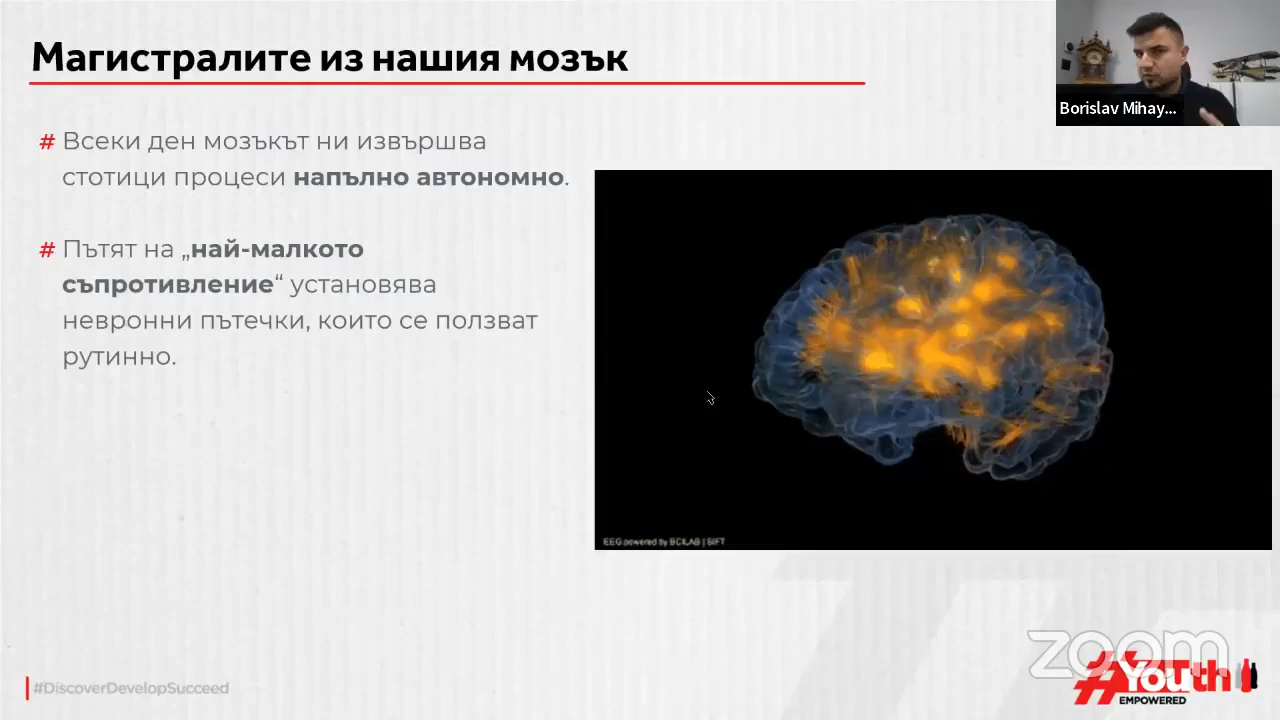 Магистралите из нашия мозък
Borislav Mihay...
# Всеки ден мозъкът ни извършва
стотици процеси напълно автономно.
# Пътят на „най-малкото
съпротивление“ установява
невронни пътечки, които се ползват
рутинно.
EEG powered by BCILAB | SIFT
zoom
#DiscoverDevelopSucceed
#YOUth
EMPOWERED